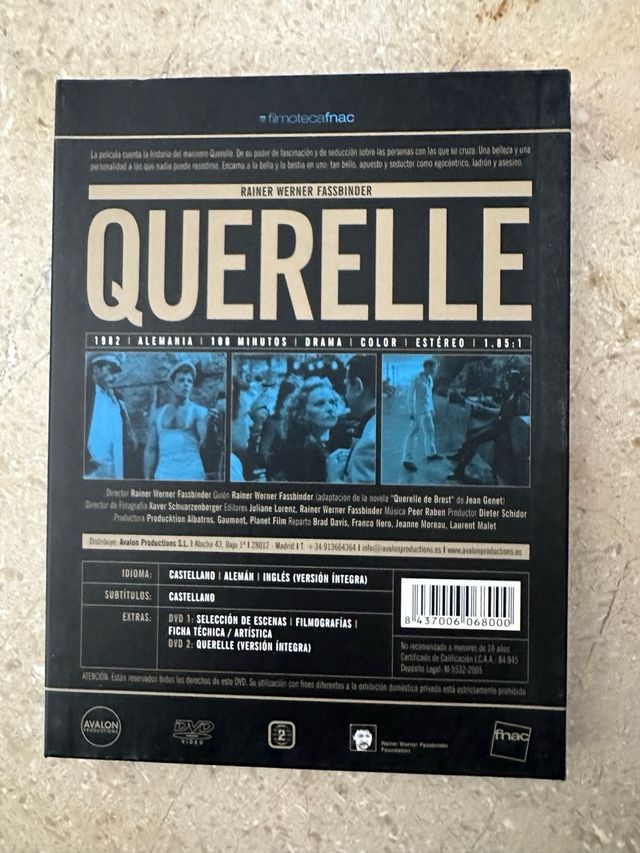 filmotecafnac
La película cuenta la historia del marinero Querelle. De su poder de fascinación y de seducción sobre las personas con las que se cruza. Una belleza y una
personalidad a las que nadie puede resistirse. Encarna a la bella y la bestia en uno: tan bello, apuesto y seductor como egocéntrico, ladrón y asesino.
RAINER WERNER FASSBINDER
QUERELLE
1982 | ALEMANIA | 108 MINUTOS | DRAMA | COLOR | ESTÉREO | 1.85:1
Director Rainer Werner Fassbinder Guión Rainer Werner Fassbinder (adaptacion de la novela "Querelle de Brest" de Jean Genet)
Director de Fotografía Xaver Schwarzenberger Editores Juliane Lorenz, Rainer Werner Fassbinder Música Peer Raben Productor Dieter Schidor
Productora Producktion Albatros, Gaumont, Planet Film Reparto Brad Davis, Franco Nero, Jeanne Moreau, Laurent Malet
Distribuye: Avalon Productions S.L. | Atocha 43, Bajo 1ª | 28012 - Madrid | T. +34 913664364 | info@avalonproductions.es | www.avalonproductions.es
IDIOMA: CASTELLANO | ALEMÁN | INGLÉS (VERSIÓN ÍNTEGRA)
SUBTÍTULOS: CASTELLANO
EXTRAS: DVD 1: SELECCIÓN DE ESCENAS | FILMOGRAFÍAS |
FICHA TÉCNICA / ARTÍSTICA
DVD 2: QUERELLE (VERSIÓN ÍNTEGRA)
8 437006 068000
No recomendado a menores de 18 años
Certificado de Calificación I.C.A.A.- 84.945
Depósito Legal: M-5532-2005
ATENCIÓN: Están reservados todos los derechos de este DVD. Su utilización con fines diferentes a la exhibición doméstica privada está estrictamente prohibido
AVALON
PRODUCTIONS
DVD
VIDEO
2
Rainer Werner Fassbinder
Foundation
fnac